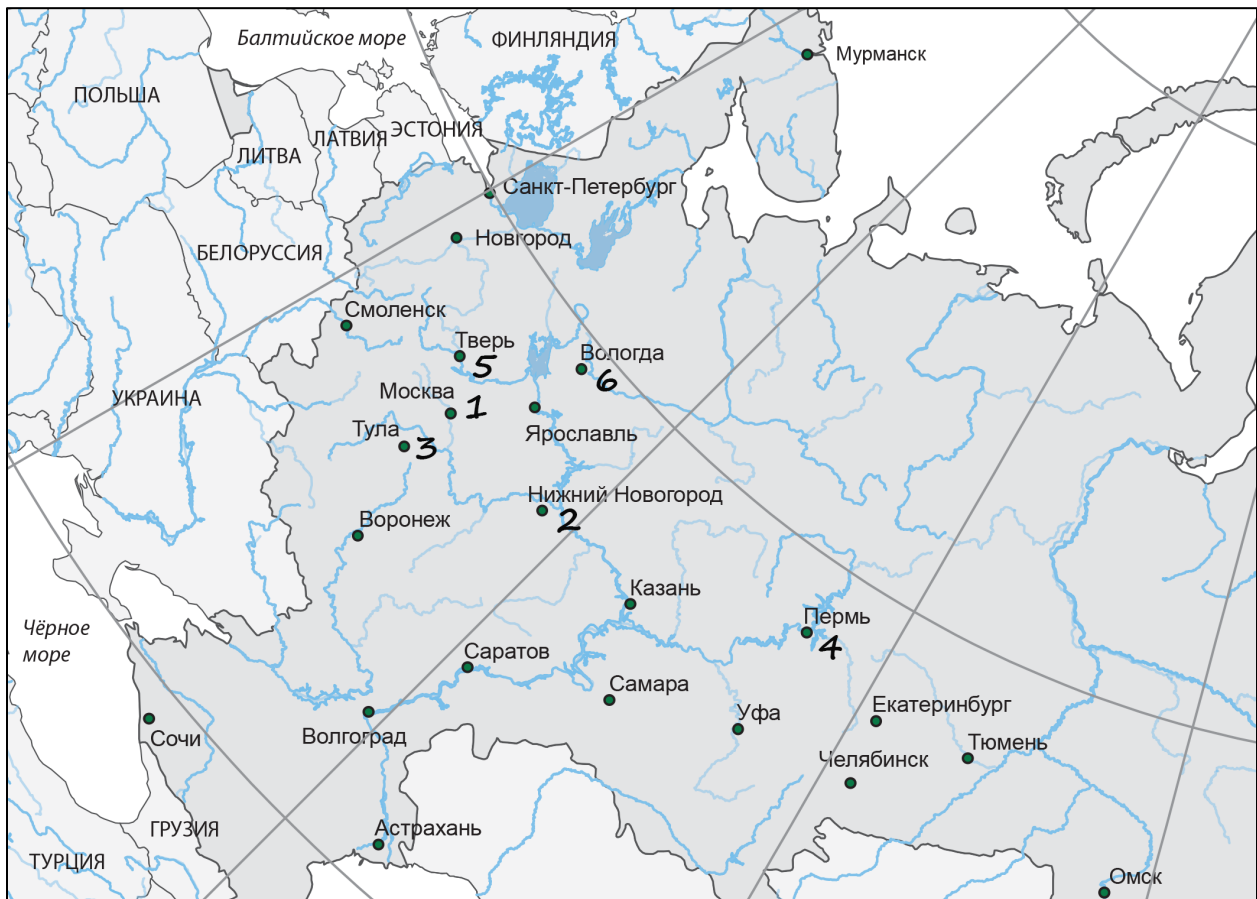 Балтийское море
ФИНЛЯНДИЯ
Мурманск
ПОЛЬША
ЛАТВИЯ
ЭСТОНИЯ
ЛИТВА
Санкт-Петербург
Новгород
БЕЛОРУССИЯ
Смоленск
Тверь
5
Вологда
6
УКРАИНА
Москва
1
Тула
3
Ярославль
Нижний Новогород
2
Воронеж
Казань
Пермь
4
Чёрное
море
Саратов
Самара
Уфа
Екатеринбург
Сочи
Волгоград
Тюмень
Челябинск
ГРУЗИЯ
Астрахань
ТУРЦИЯ
Омск